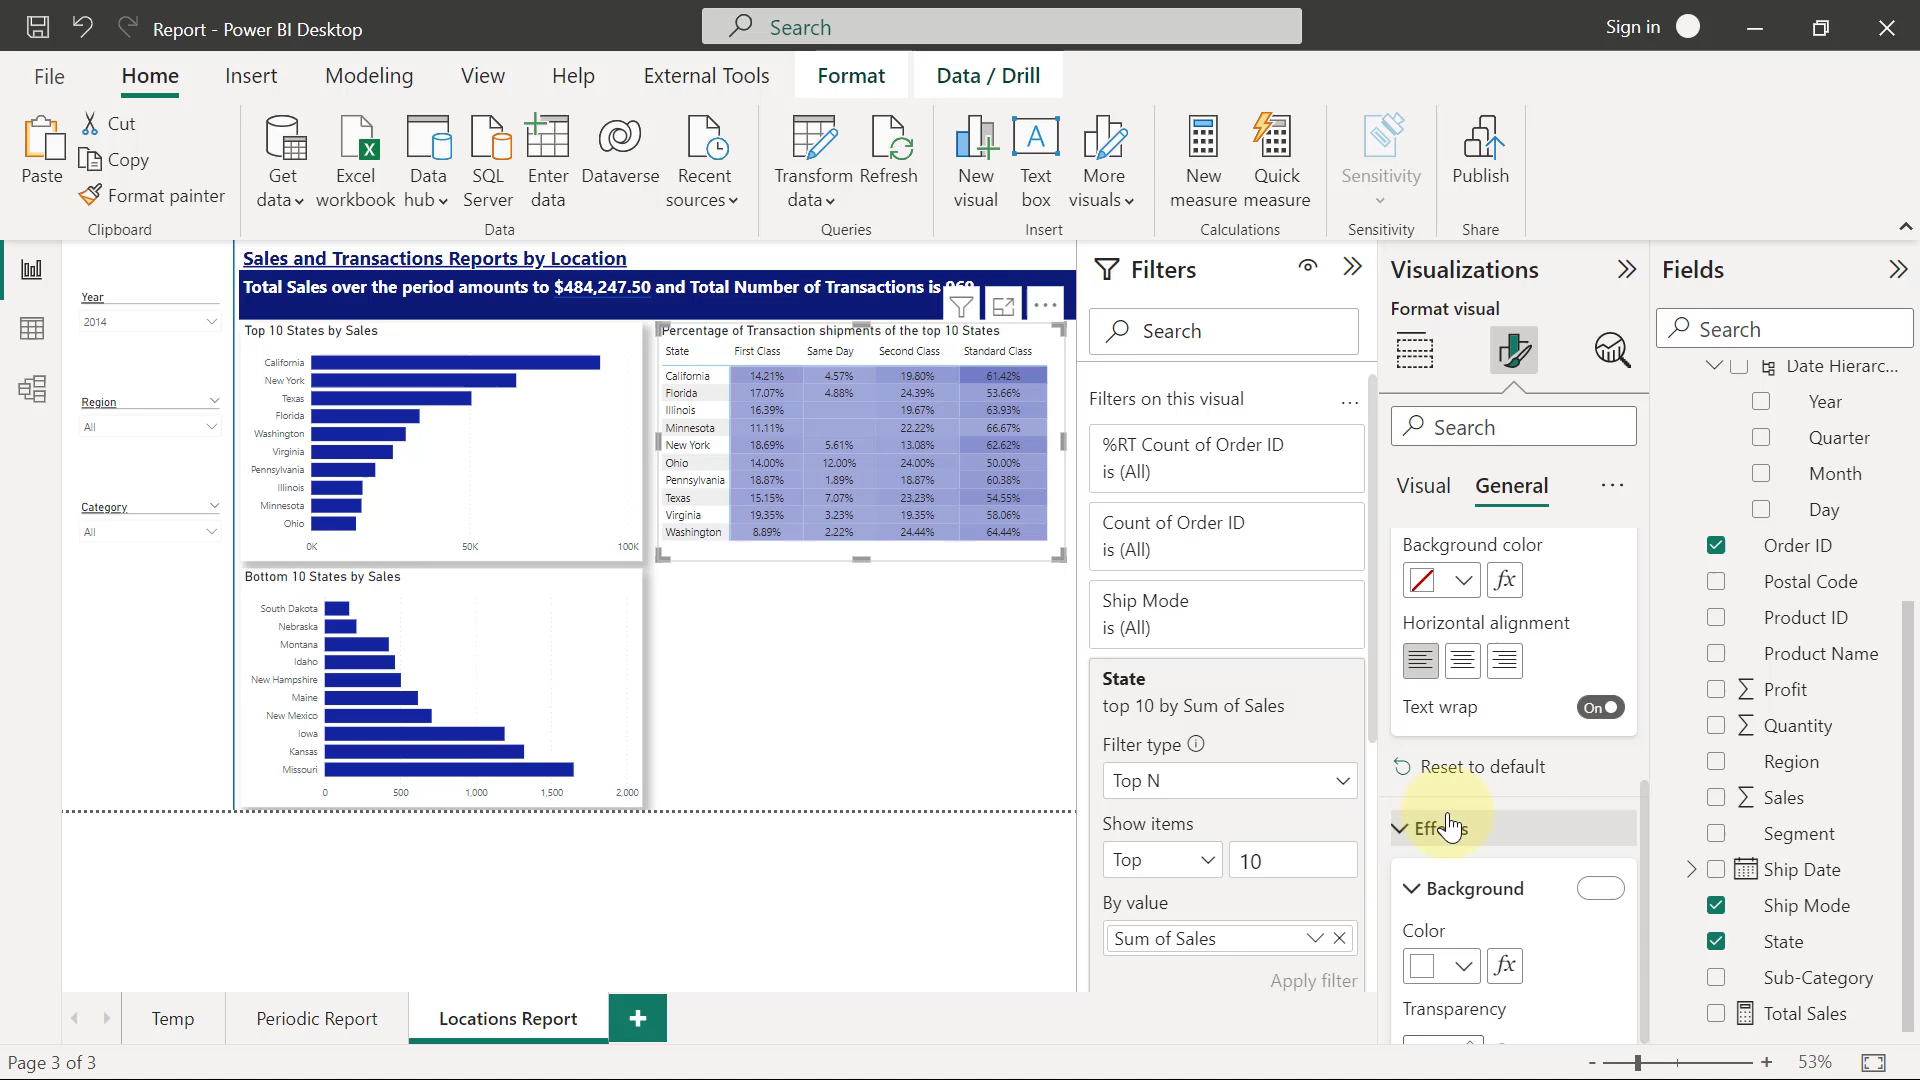 Report - Power BI Desktop
Search
Sign in
File
Home
Insert
Modeling
View
Help
External Tools
Format
Data / Drill
Paste
Cut
Copy
Format painter
Clipboard
Get data
Excel workbook
Data hub
SQL Server
Enter data
Dataverse
Recent sources
Data
Transform data
Refresh
Queries
New visual
A
Text box
More visuals
Insert
New measure
Quick measure
Calculations
Sensitivity
Sensitivity
Publish
Share
Year
2014
Region
All
Category
All
Sales and Transactions Reports by Location
Total Sales over the period amounts to $484,247.50 and Total Number of Transactions is 969
Top 10 States by Sales
California
New York
Texas
Florida
Washington
Virginia
Pennsylvania
Illinois
Minnesota
Ohio
0K 50K 100K
Percentage of Transaction shipments of the top 10 States
State First Class Same Day Second Class Standard Class
California 14.21% 4.57% 19.80% 61.42%
Florida 17.07% 4.88% 24.39% 53.66%
Illinois 16.39% 19.67% 63.93%
Minnesota 11.11% 22.22% 66.67%
New York 18.69% 5.61% 13.08% 62.62%
Ohio 14.00% 12.00% 24.00% 50.00%
Pennsylvania 18.87% 1.89% 18.87% 60.38%
Texas 15.15% 7.07% 23.23% 54.55%
Virginia 19.35% 3.23% 19.35% 58.06%
Washington 8.89% 2.22% 24.44% 64.44%
Bottom 10 States by Sales
South Dakota
Nebraska
Montana
Idaho
New Hampshire
Maine
New Mexico
Iowa
Kansas
Missouri
0 500 1,000 1,500 2,000
Filters
Search
Filters on this visual
%RT Count of Order ID
is (All)
Count of Order ID
is (All)
Ship Mode
is (All)
State
top 10 by Sum of Sales
Filter type
Top N
Show items
Top
10
By value
Sum of Sales
Apply filter
Visualizations
Format visual
Search
Visual
General
Background color
fx
Horizontal alignment
Text wrap
On
Reset to default
Effects
Background
Color
fx
Transparency
Fields
Search
Date Hierarc...
Year
Quarter
Month
Day
Order ID
Postal Code
Product ID
Product Name
Profit
Quantity
Region
Sales
Segment
Ship Date
Ship Mode
State
Sub-Category
Total Sales
Temp
Periodic Report
Locations Report
Page 3 of 3
53%